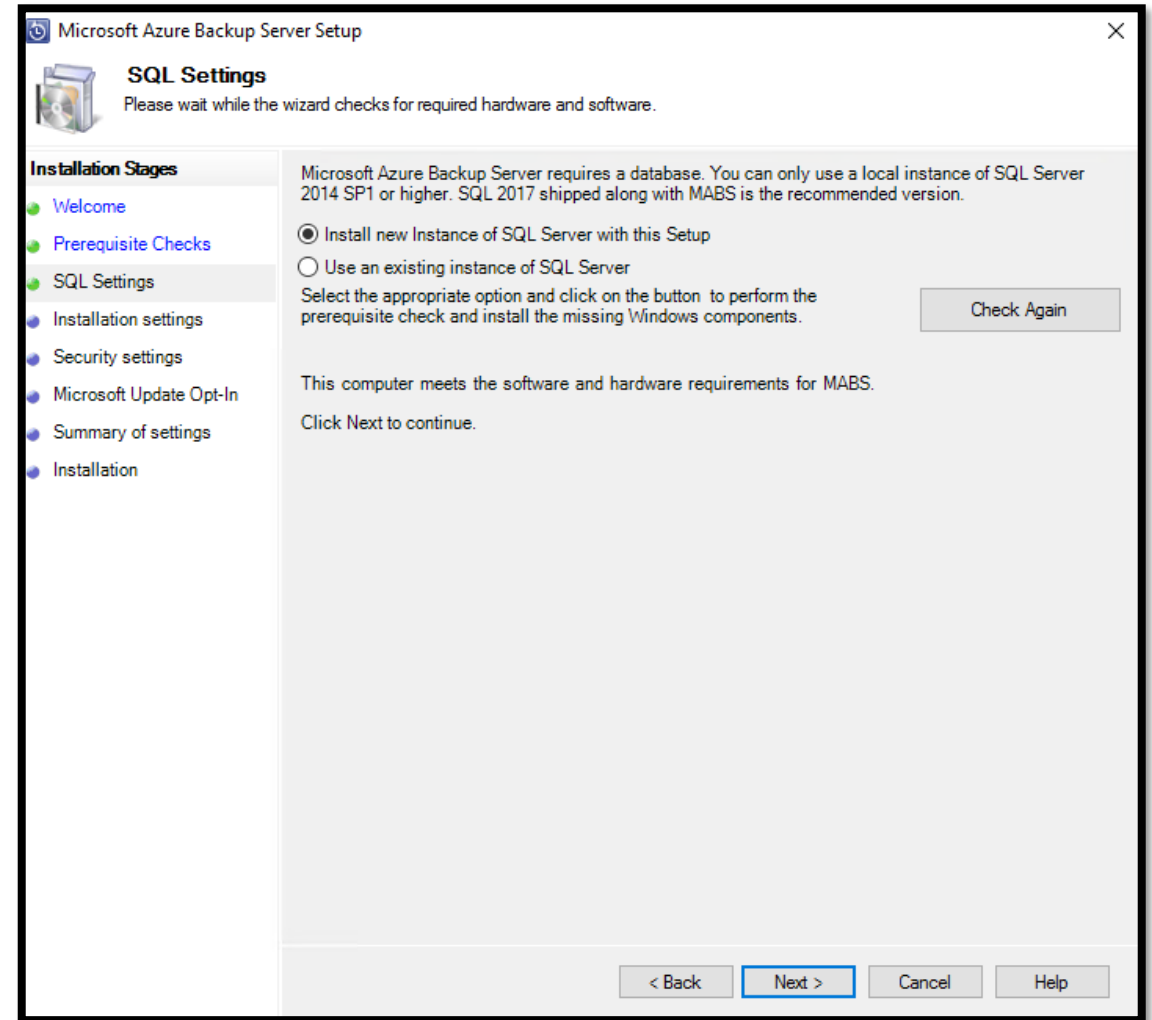 Microsoft Azure Backup Server Setup
SQL Settings
Please wait while the wizard checks for required hardware and software.
Installation Stages
Welcome
Prerequisite Checks
SQL Settings
Installation settings
Security settings
Microsoft Update Opt-In
Summary of settings
Installation
Microsoft Azure Backup Server requires a database. You can only use a local instance of SQL Server
2014 SP1 or higher. SQL 2017 shipped along with MABS is the recommended version.
Install new Instance of SQL Server with this Setup
Use an existing instance of SQL Server
Select the appropriate option and click on the button to perform the
prerequisite check and install the missing Windows components.
Check Again
This computer meets the software and hardware requirements for MABS.
Click Next to continue.
< Back
Next >
Cancel
Help